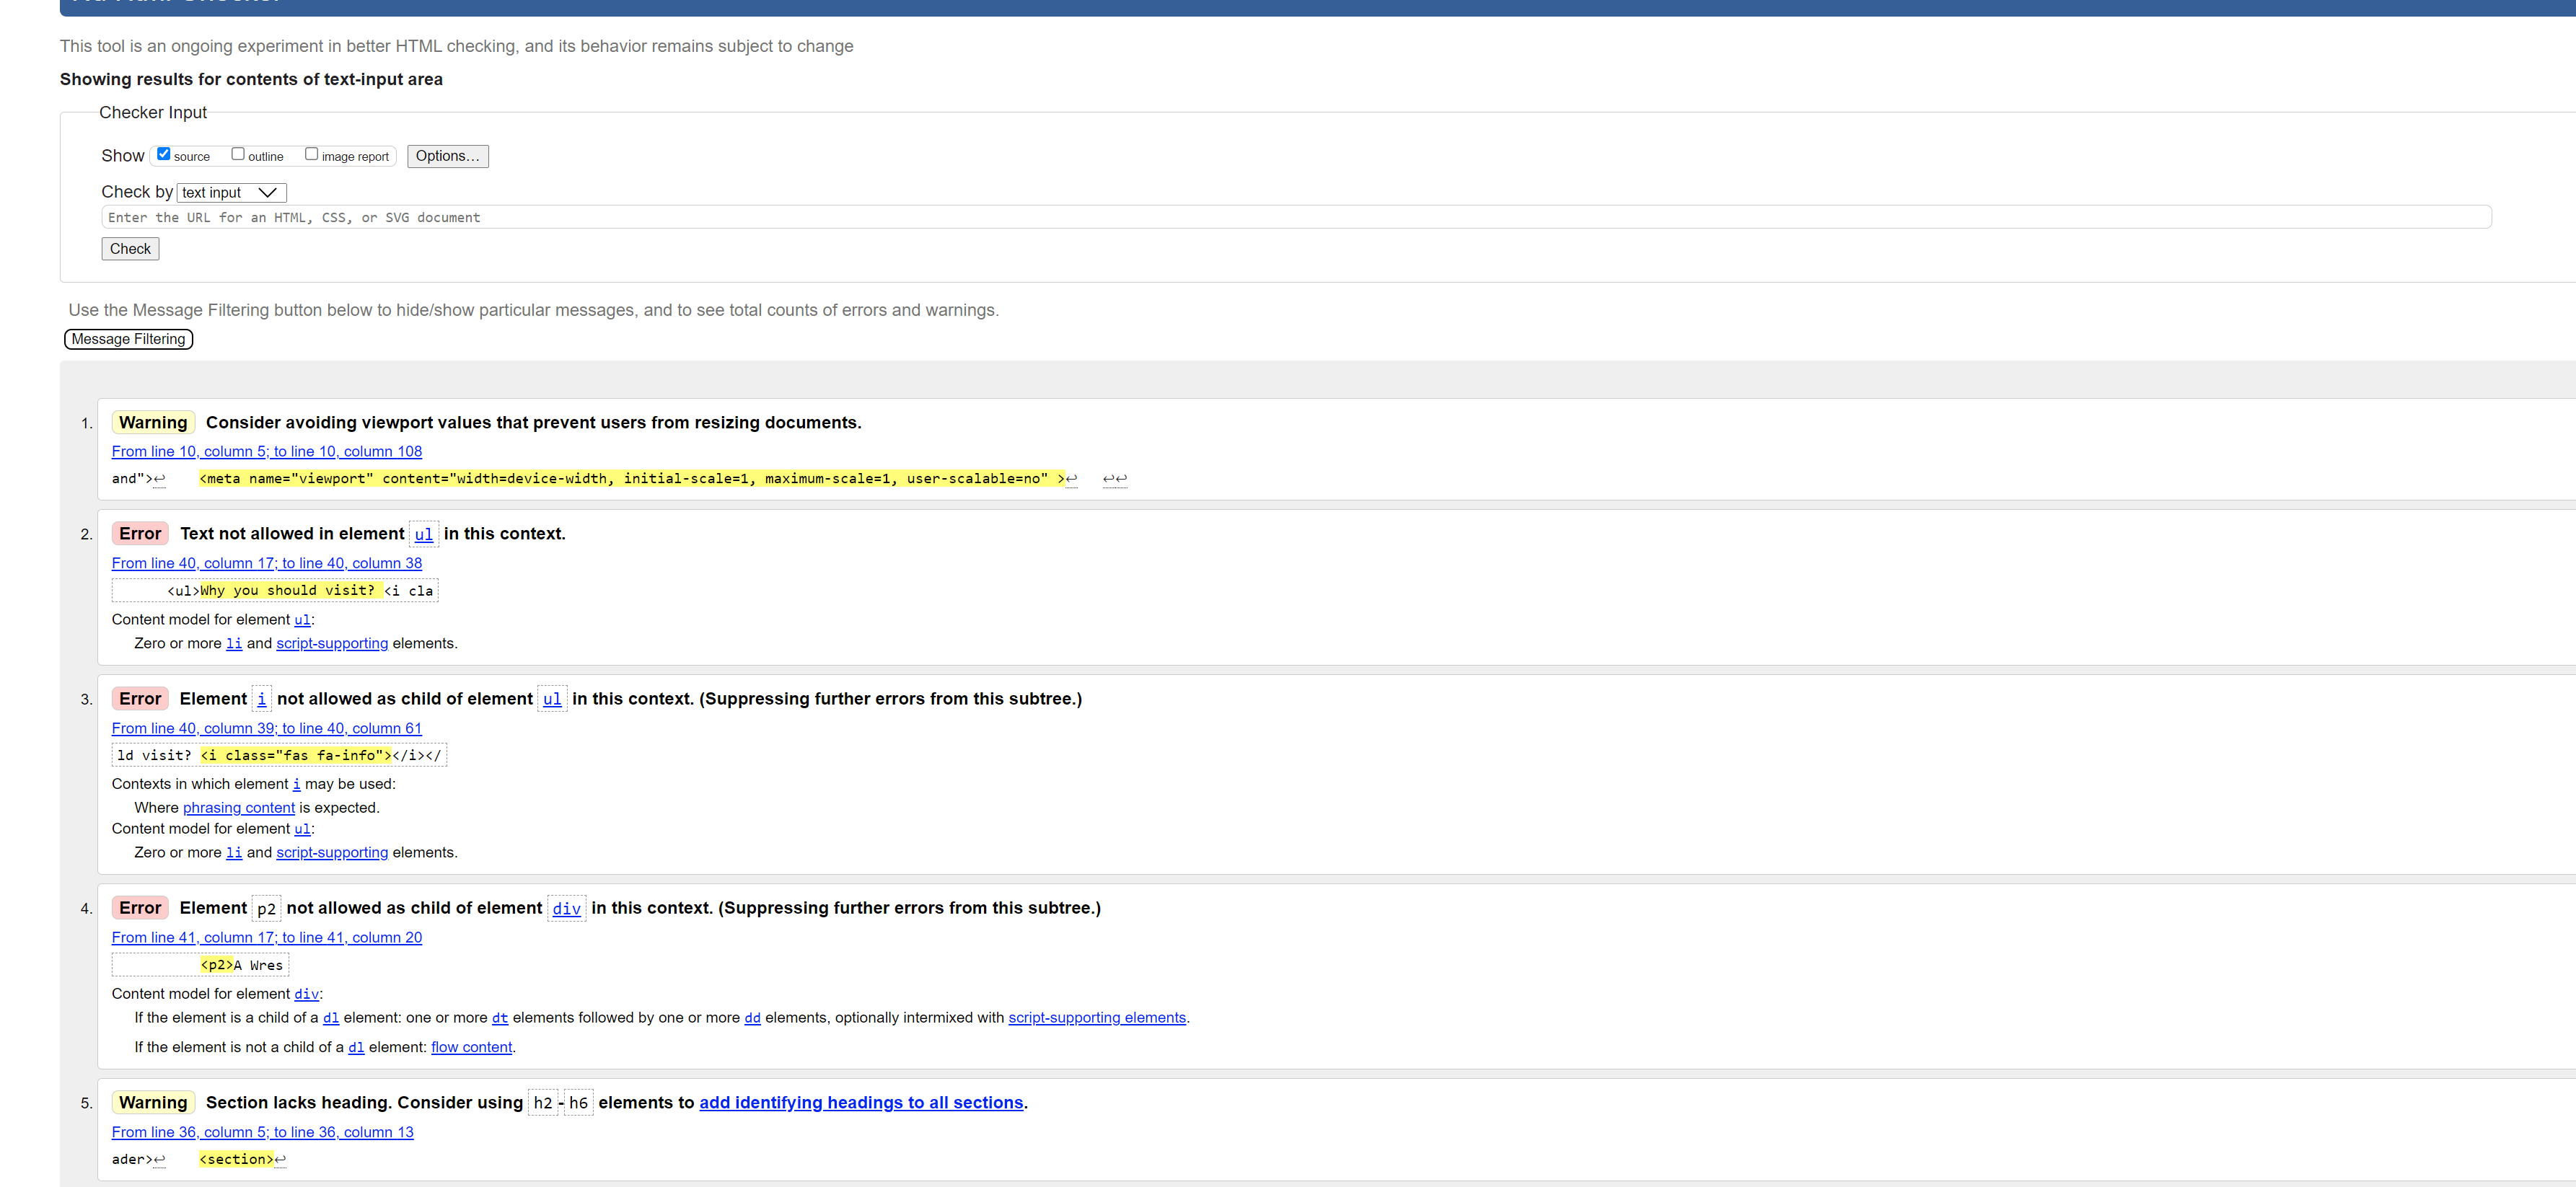 This tool is an ongoing experiment in better HTML checking, and its behavior remains subject to change
Showing results for contents of text-input area
Checker Input
Show source outline image report Options...
Check by text input
Enter the URL for an HTML, CSS, or SVG document
Check
Use the Message Filtering button below to hide/show particular messages, and to see total counts of errors and warnings.
Message Filtering
1. Warning Consider avoiding viewport values that prevent users from resizing documents.
From line 10, column 5; to line 10, column 108
and">↩ <meta name="viewport" content="width=device-width, initial-scale=1, maximum-scale=1, user-scalable=no" >↩ ↩↩
2. Error Text not allowed in element ul in this context.
From line 40, column 17; to line 40, column 38
<ul>Why you should visit? <i cla
Content model for element ul:
Zero or more li and script-supporting elements.
3. Error Element i not allowed as child of element ul in this context. (Suppressing further errors from this subtree.)
From line 40, column 39; to line 40, column 61
ld visit? <i class="fas fa-info"></i></
Contexts in which element i may be used:
Where phrasing content is expected.
Content model for element ul:
Zero or more li and script-supporting elements.
4. Error Element p2 not allowed as child of element div in this context. (Suppressing further errors from this subtree.)
From line 41, column 17; to line 41, column 20
<p2>A Wres
Content model for element div:
If the element is a child of a dl element: one or more dt elements followed by one or more dd elements, optionally intermixed with script-supporting elements.
If the element is not a child of a dl element: flow content.
5. Warning Section lacks heading. Consider using h2-h6 elements to add identifying headings to all sections.
From line 36, column 5; to line 36, column 13
ader>↩ <section>↩